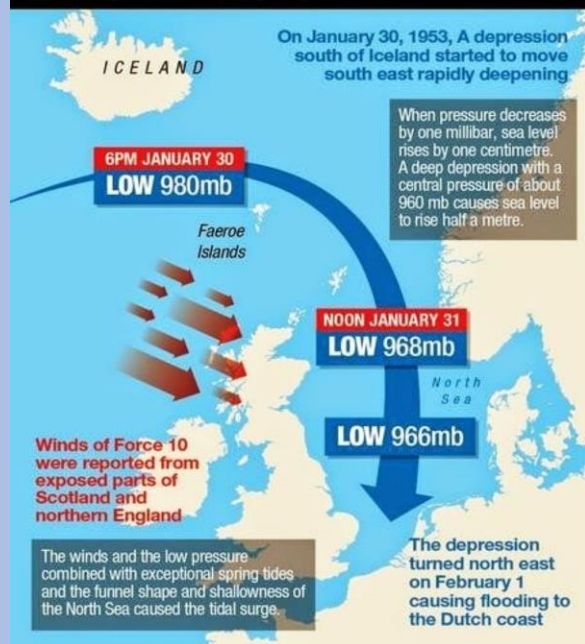 On January 30, 1953, A depression
south of Iceland started to move
south east rapidly deepening
ICELAND
When pressure decreases
by one millibar, sea level
rises by one centimetre.
A deep depression with a
central pressure of about
960 mb causes sea level
to rise half a metre.
6PM JANUARY 30
LOW 980mb
Faeroe
Islands
NOON JANUARY 31
LOW 968mb
North
Sea
LOW 966mb
Winds of Force 10
were reported from
exposed parts of
Scotland and
northern England
The winds and the low pressure
combined with exceptional spring tides
and the funnel shape and shallowness of
the North Sea caused the tidal surge.
The depression
turned north east
on February 1
causing flooding to
the Dutch coast